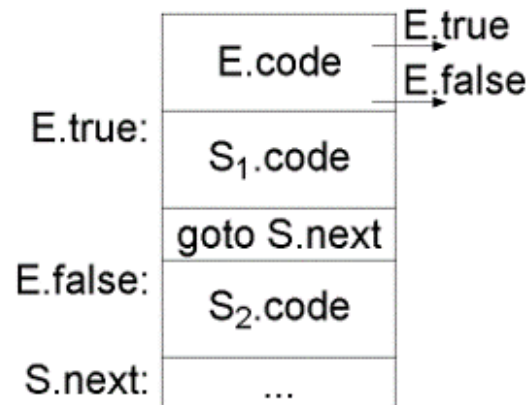 E.true
E.code
E.false
E.true:
S₁.code
goto S.next
E.false:
S₂.code
S.next:
...